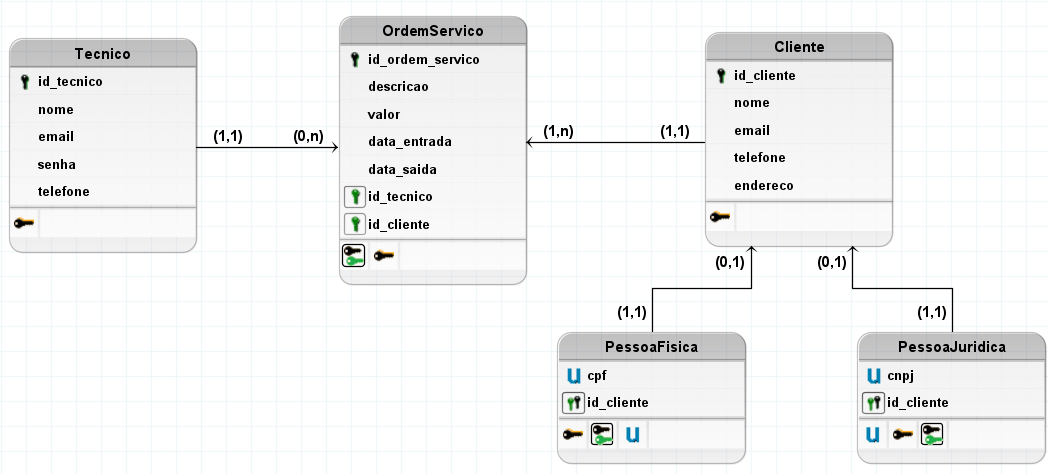 Tecnico
id_tecnico
nome
email
senha
telefone
(1,1)
(0,n)
OrdemServico
id_ordem_servico
descricao
valor
data_entrada
data_saida
id_tecnico
id_cliente
(1,n)
(1,1)
Cliente
id_cliente
nome
email
telefone
endereco
(0,1)
(0,1)
(1,1)
(1,1)
PessoaFisica
U cpf
id_cliente
U
PessoaJuridica
U cnpj
id_cliente
U